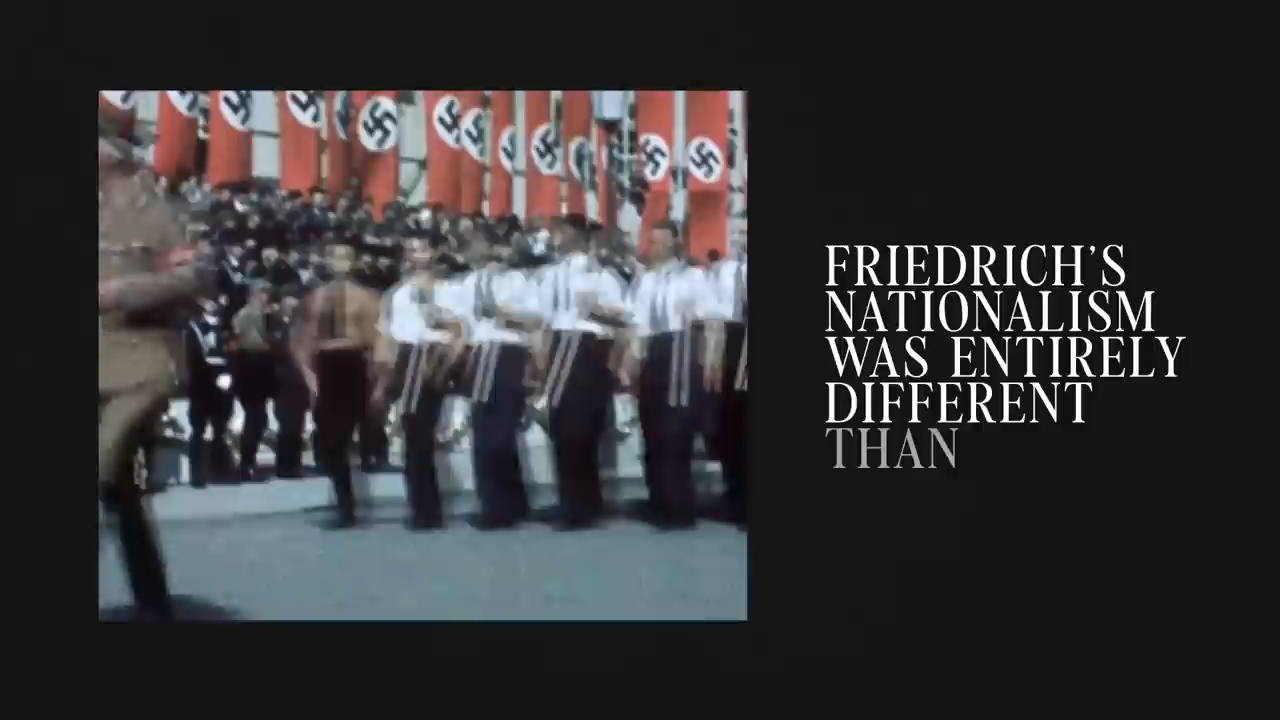 FRIEDRICH’S
NATIONALISM
WAS ENTIRELY
DIFFERENT
THAN